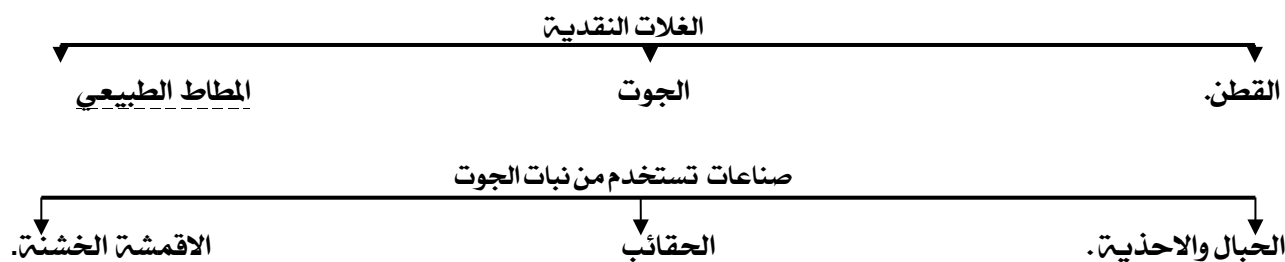 الغلات النقدية
القطن. الجوت المطاط الطبيعي
صناعات تستخدم من نبات الجوت
الحبال والاحذية. الحقائب الاقمشة الخشنة.